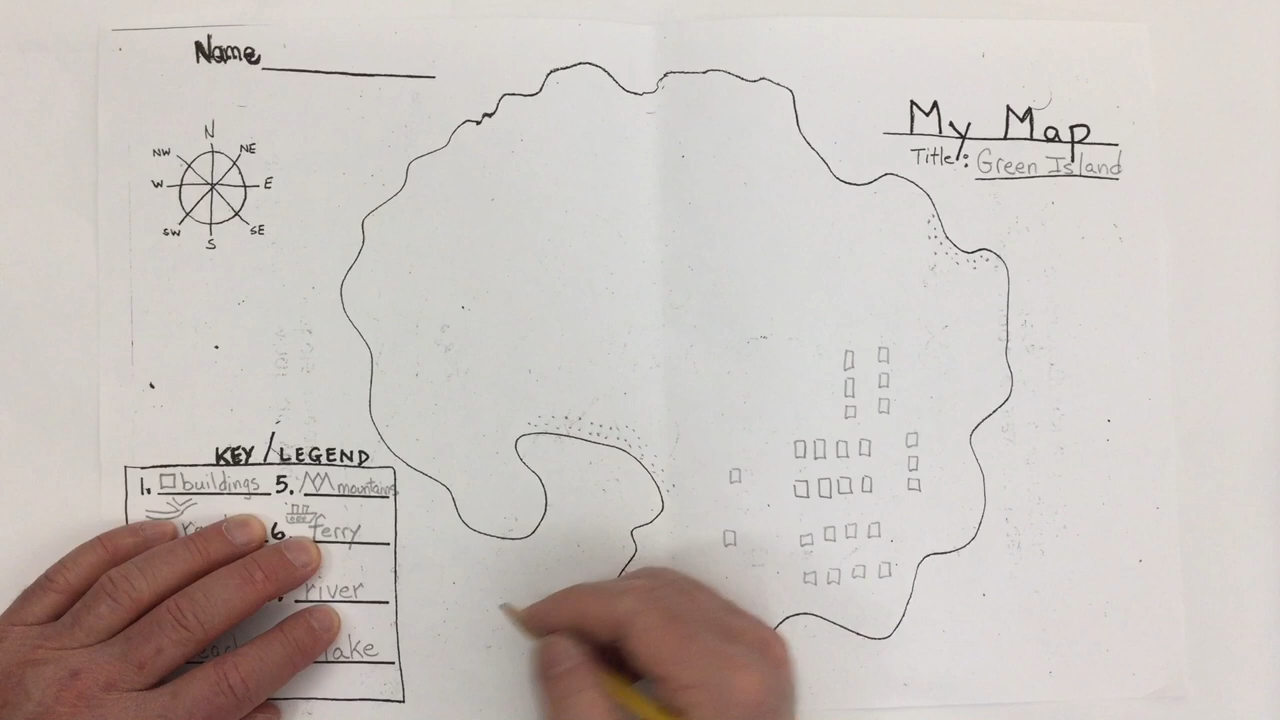 Name
My Map
Title: Green Island
N
NW NE
W E
SW SE
S
KEY/LEGEND
1. buildings 5. mountains
6. ferry
river
lake